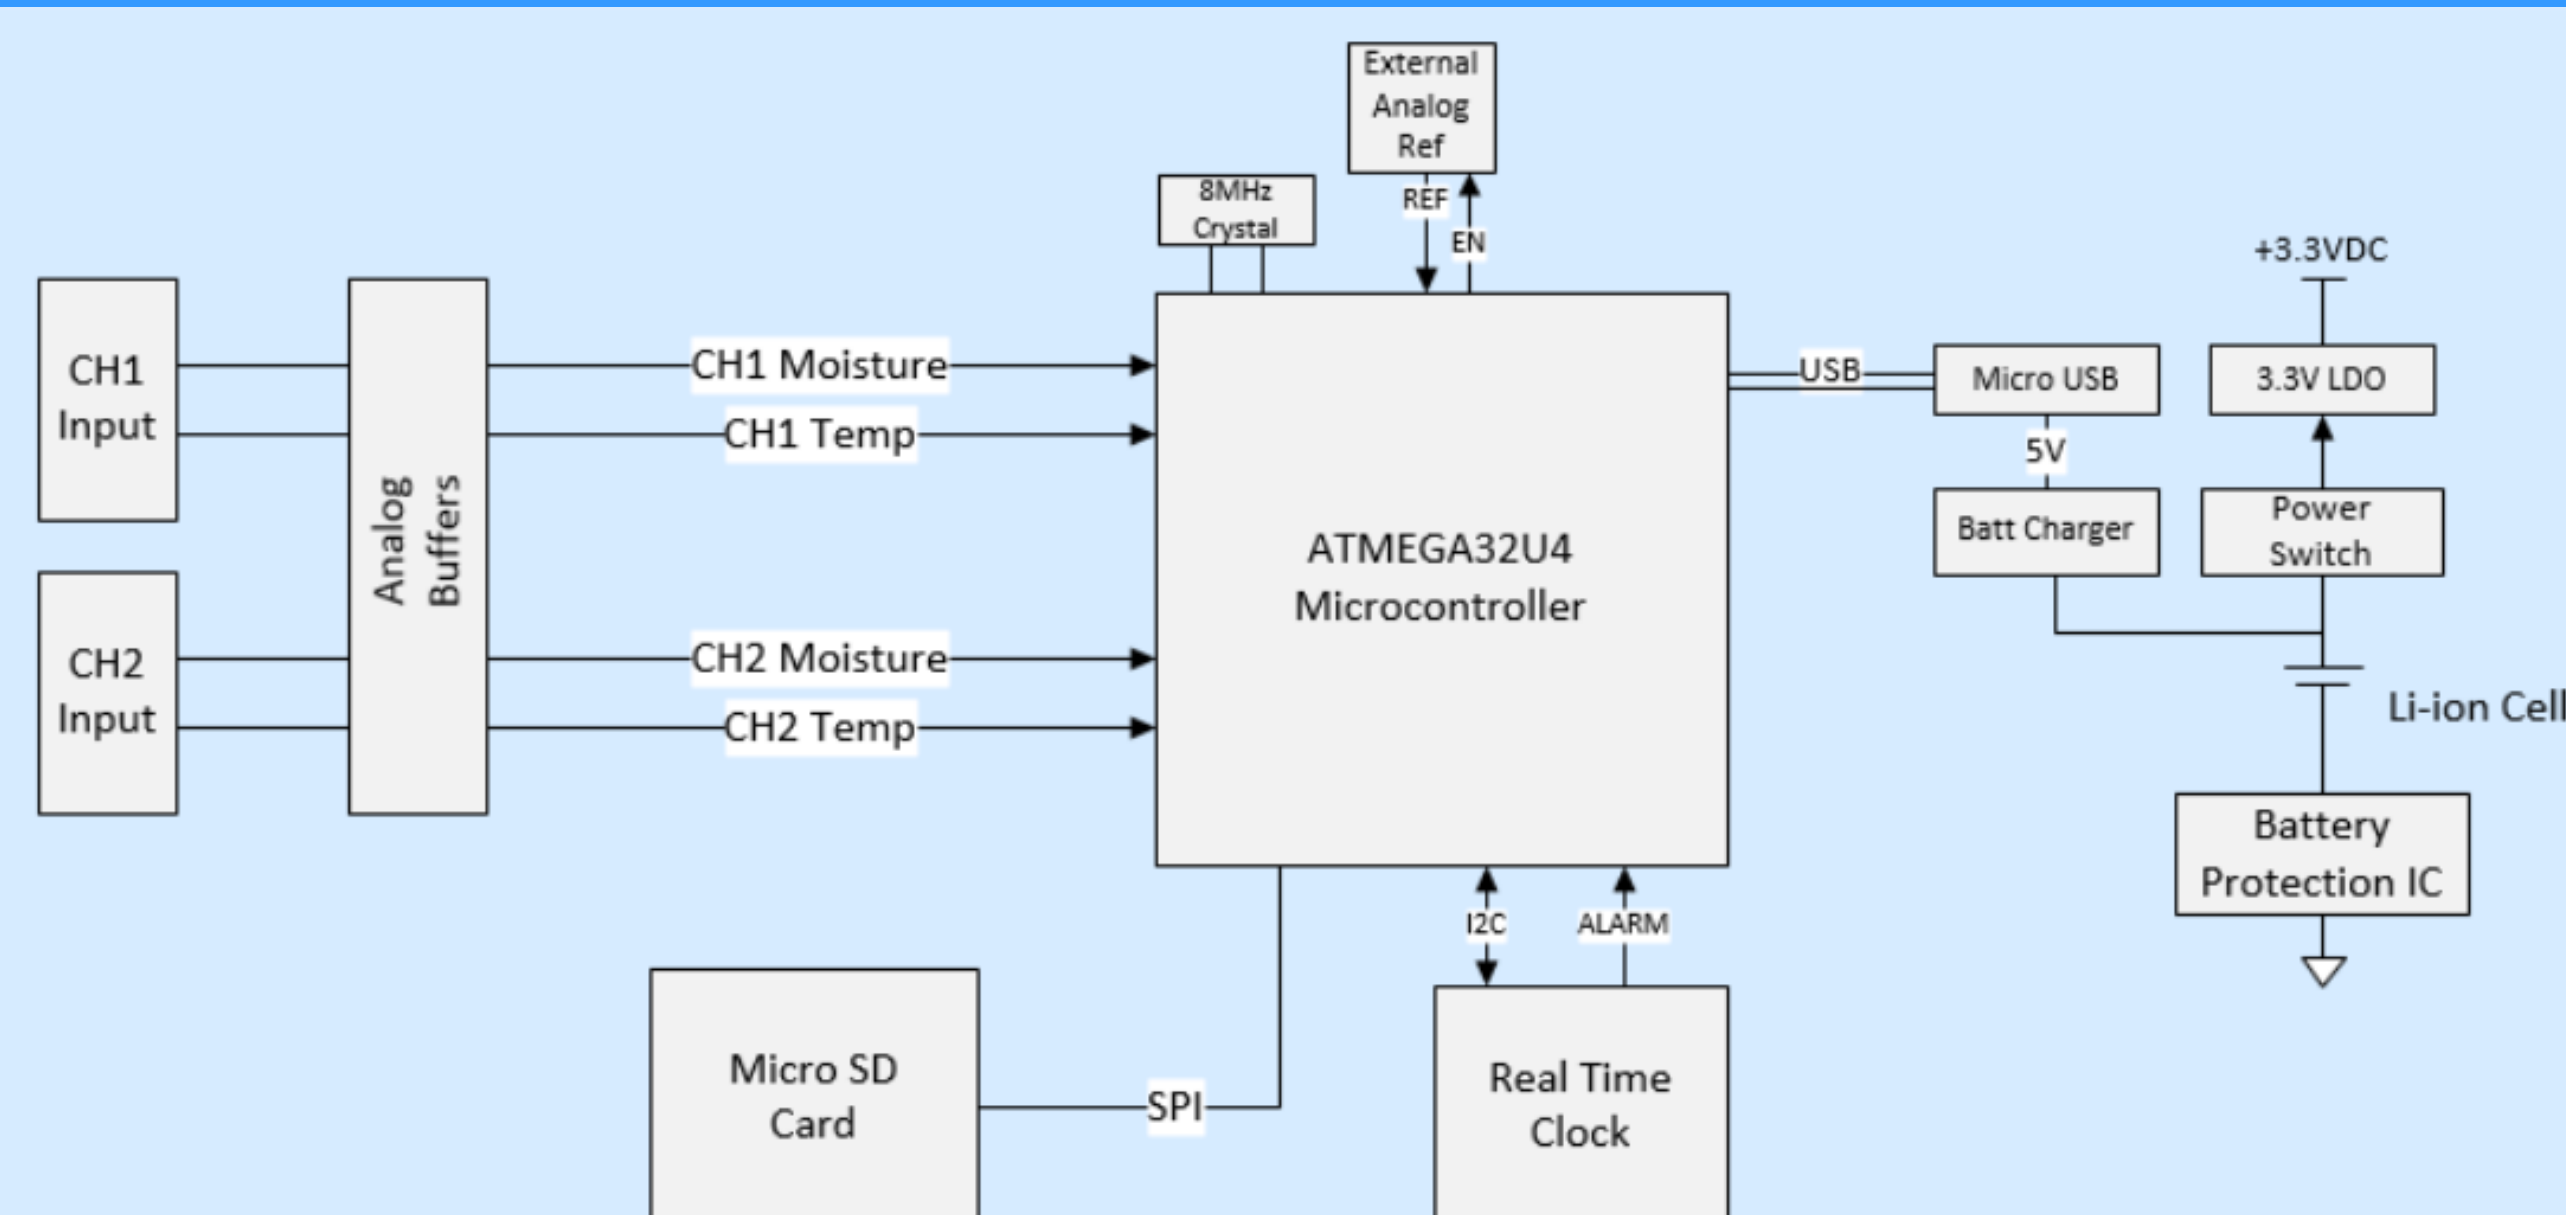 External
Analog
Ref
8MHz
Crystal
REF
EN
+3.3VDC
CH1
Input
Analog
Buffers
CH1 Moisture
CH1 Temp
USB
Micro USB
3.3V LDO
5V
Batt Charger
Power
Switch
ATMEGA32U4
Microcontroller
CH2
Input
CH2 Moisture
CH2 Temp
Li-ion Cell
Battery
Protection IC
I2C
ALARM
Micro SD
Card
SPI
Real Time
Clock